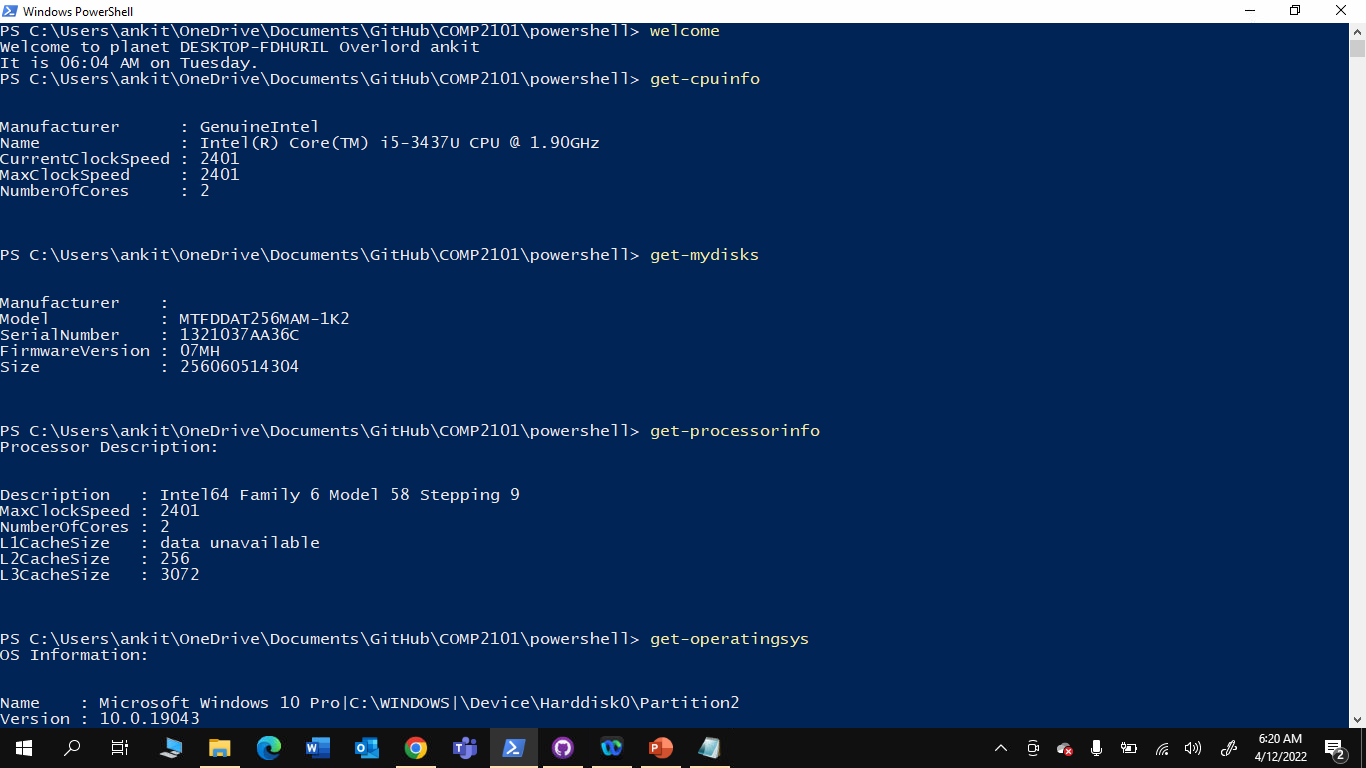 Windows PowerShell
PS C:\Users\ankit\OneDrive\Documents\GitHub\COMP2101\powershell> welcome
Welcome to planet DESKTOP-FDHURIL Overlord ankit
It is 06:04 AM on Tuesday.
PS C:\Users\ankit\OneDrive\Documents\GitHub\COMP2101\powershell> get-cpuinfo
Manufacturer      : GenuineIntel
Name              : Intel(R) Core(TM) i5-3437U CPU @ 1.90GHz
CurrentClockSpeed : 2401
MaxClockSpeed     : 2401
NumberOfCores     : 2
PS C:\Users\ankit\OneDrive\Documents\GitHub\COMP2101\powershell> get-mydisks
Manufacturer    :
Model           : MTFDDAT256MAM-1K2
SerialNumber    : 1321037AA36C
FirmwareVersion : 07MH
Size            : 256060514304
PS C:\Users\ankit\OneDrive\Documents\GitHub\COMP2101\powershell> get-processorinfo
Processor Description:
Description   : Intel64 Family 6 Model 58 Stepping 9
MaxClockSpeed : 2401
NumberOfCores : 2
L1CacheSize   : data unavailable
L2CacheSize   : 256
L3CacheSize   : 3072
PS C:\Users\ankit\OneDrive\Documents\GitHub\COMP2101\powershell> get-operatingsys
OS Information:
Name    : Microsoft Windows 10 Pro|C:\WINDOWS|\Device\Harddisk0\Partition2
Version : 10.0.19043
6:20 AM
4/12/2022
2